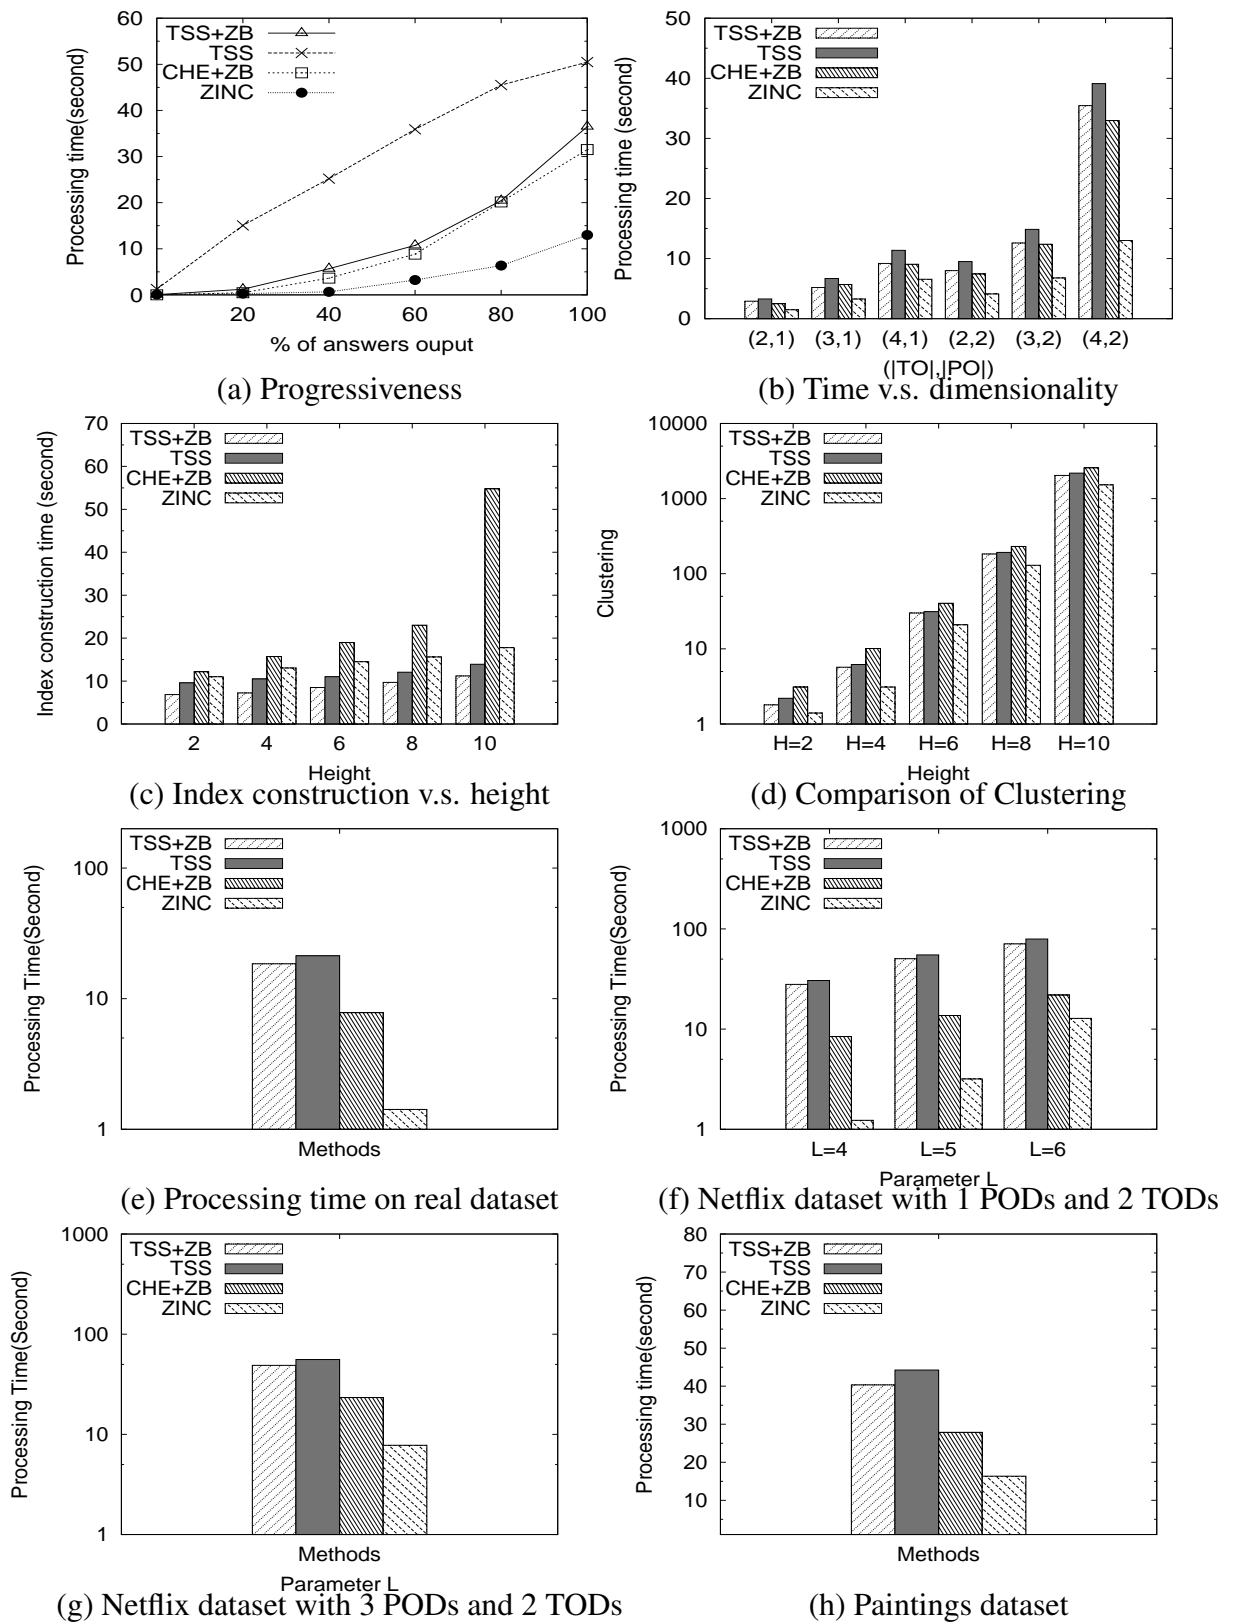 60
50
40
30
20
10
0
Processing time(second)
TSS+ZB
TSS
CHE+ZB
ZINC
20 40 60 80 100
% of answers ouput
(a) Progressiveness
50
40
30
20
10
0
Processing time (second)
TSS+ZB
TSS
CHE+ZB
ZINC
(2,1) (3,1) (4,1) (2,2) (3,2) (4,2)
(|TO|,|PO|)
(b) Time v.s. dimensionality
70
60
50
40
30
20
10
0
Index construction time (second)
TSS+ZB
TSS
CHE+ZB
ZINC
2 4 6 8 10
Height
(c) Index construction v.s. height
10000
1000
100
10
1
Clustering
TSS+ZB
TSS
CHE+ZB
ZINC
H=2 H=4 H=6 H=8 H=10
Height
(d) Comparison of Clustering
100
10
1
Processing Time(Second)
TSS+ZB
TSS
CHE+ZB
ZINC
Methods
(e) Processing time on real dataset
1000
100
10
1
Processing Time(Second)
TSS+ZB
TSS
CHE+ZB
ZINC
L=4 L=5 L=6
Parameter L
(f) Netflix dataset with 1 PODs and 2 TODs
1000
100
10
1
Processing Time(Second)
TSS+ZB
TSS
CHE+ZB
ZINC
Methods
Parameter L
(g) Netflix dataset with 3 PODs and 2 TODs
80
70
60
50
40
30
20
10
Processing time(second)
TSS+ZB
TSS
CHE+ZB
ZINC
Methods
(h) Paintings dataset